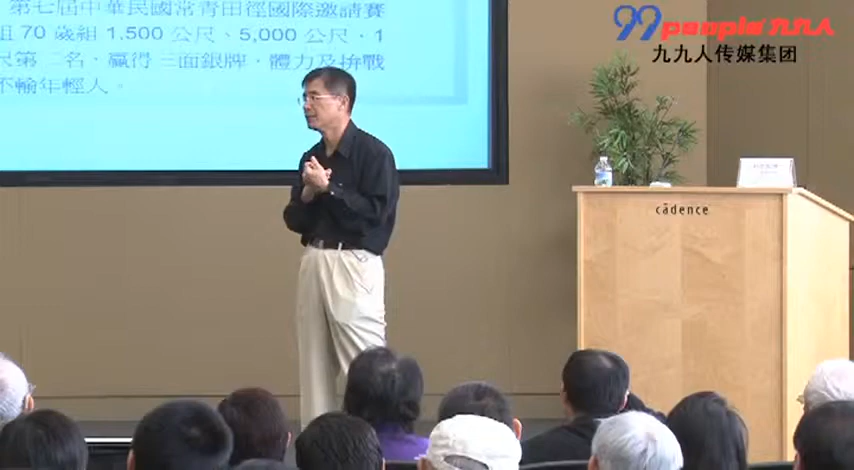 第七屆中華民國常青田徑國際邀請賽
組 70 歲組 1,500 公尺、5,000 公尺、1
尺第二名、贏得三面銀牌，體力及拚戰
不輸年輕人。
99people 九九人
九九人传媒集团
cādence